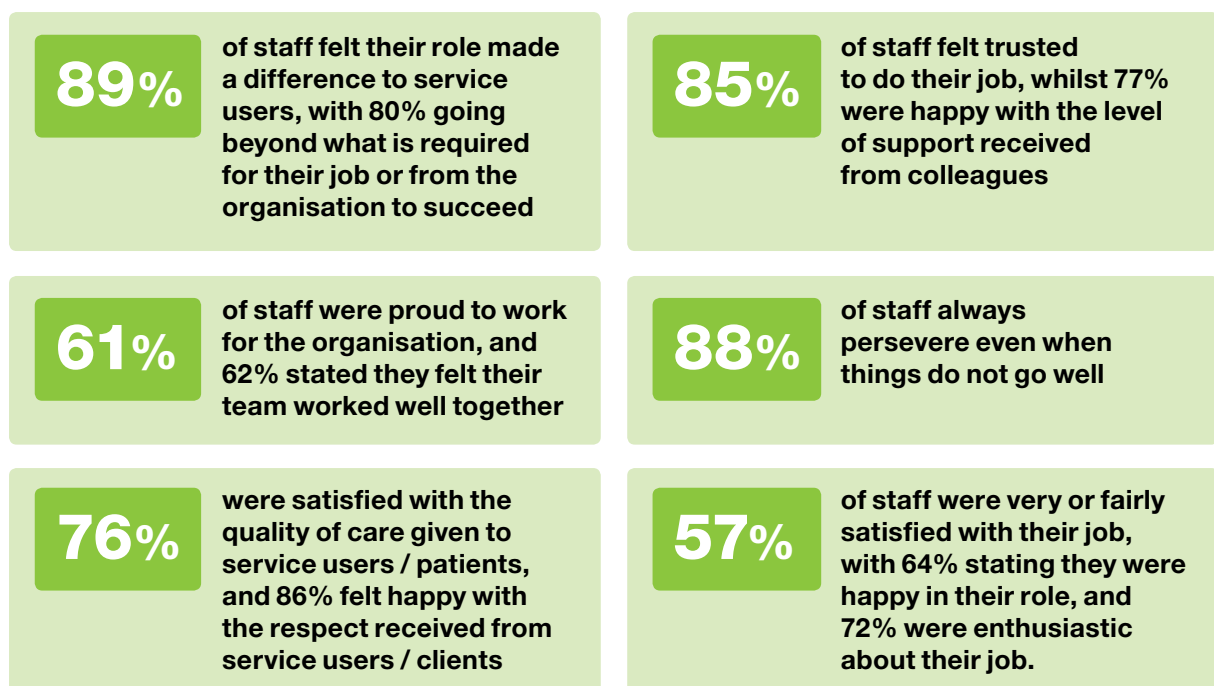 89%
of staff felt their role made
a difference to service
users, with 80% going
beyond what is required
for their job or from the
organisation to succeed
85%
of staff felt trusted
to do their job, whilst 77%
were happy with the level
of support received
from colleagues
61%
of staff were proud to work
for the organisation, and
62% stated they felt their
team worked well together
88%
of staff always
persevere even when
things do not go well
76%
were satisfied with the
quality of care given to
service users / patients,
and 86% felt happy with
the respect received from
service users / clients
57%
of staff were very or fairly
satisfied with their job,
with 64% stating they were
happy in their role, and
72% were enthusiastic
about their job.